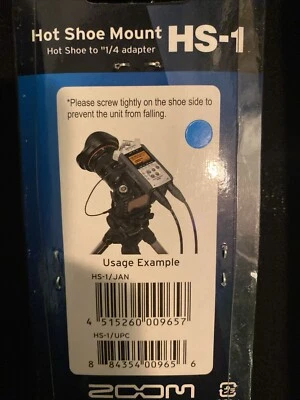 Hot Shoe Mount HS-1
Hot Shoe to "1/4 adapter
*Please screw tightly on the shoe side to
prevent the unit from falling.
Usage Example
HS-1/JAN
4 515260 009657
HS-1/UPC
8 84354 00965 6
ZOOM